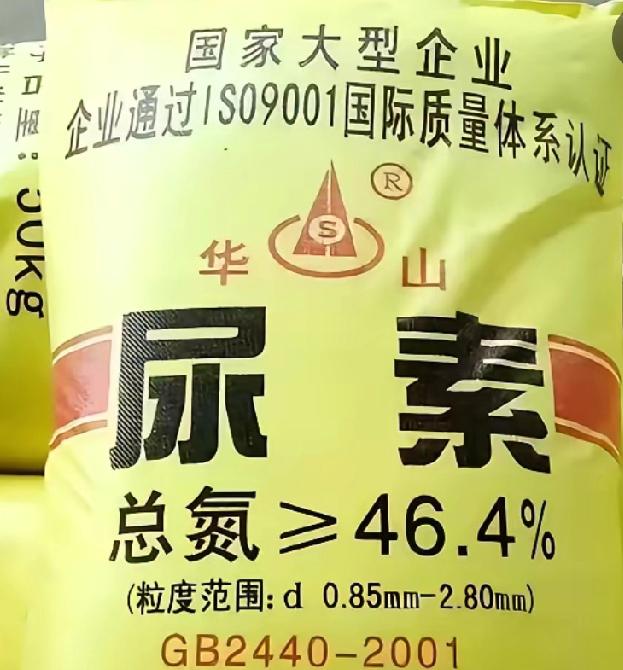 国家大型企业
企业通过ISO9001国际质量体系认证
®
S
华山
尿素
总氮≥46.4%
(粒度范围:d 0.85mm-2.80mm)
GB2440-2001
50kg